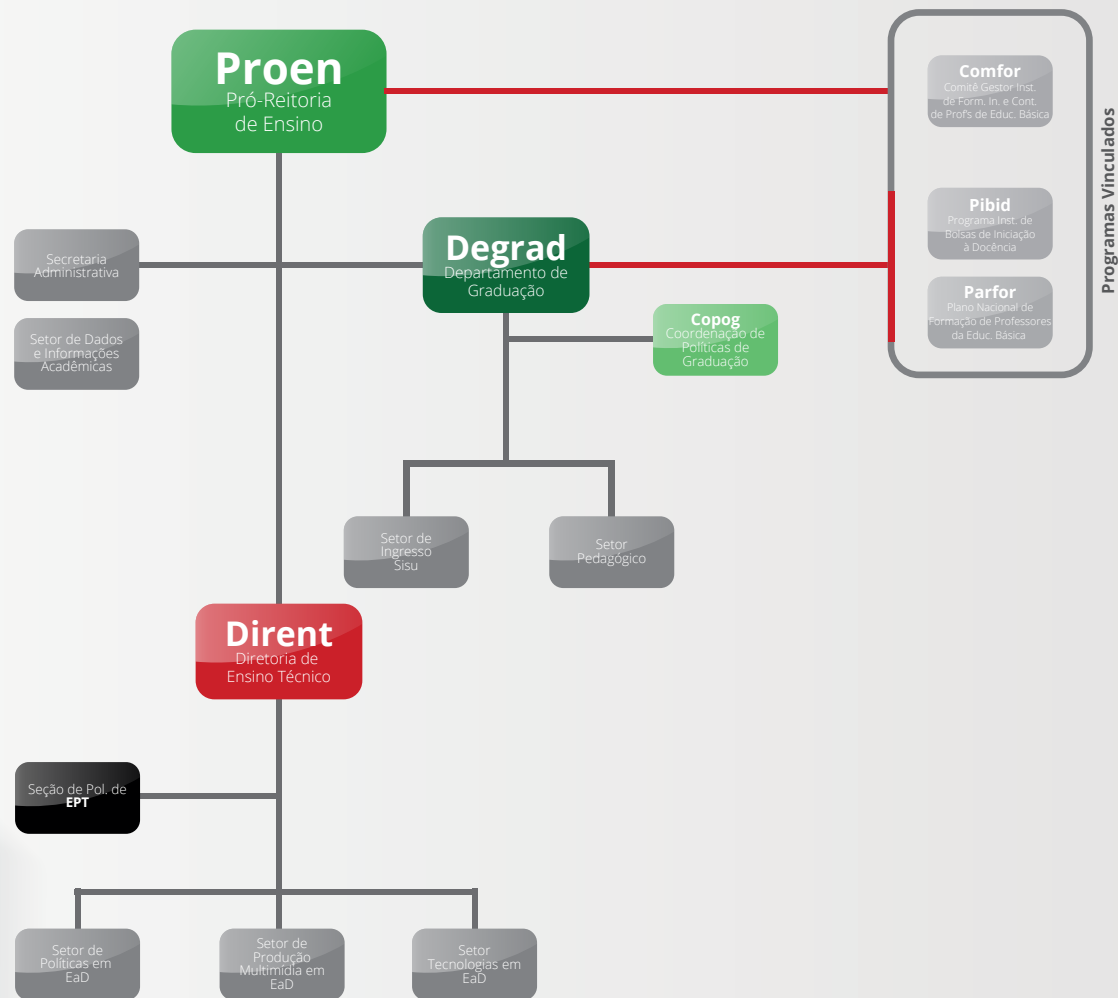 Proen
Pró-Reitoria
de Ensino
Comfor
Comitê Gestor Inst.
de Form. In. e Cont.
de Prof's de Educ. Básica
Pibid
Programa Inst. de
Bolsas de Iniciação
à Docência
Parfor
Plano Nacional de
Formação de Professores
da Educ. Básica
Programas Vinculados
Secretaria
Administrativa
Degrad
Departamento de
Graduação
Setor de Dados
e Informações
Acadêmicas
Copog
Coordenação de
Políticas de
Graduação
Setor de
Ingresso
Sisu
Setor
Pedagógico
Dirent
Diretoria de
Ensino Técnico
Seção de Pol. de
EPT
Setor de
Políticas em
EaD
Setor de
Produção
Multimídia em
EaD
Setor
Tecnologias em
EaD